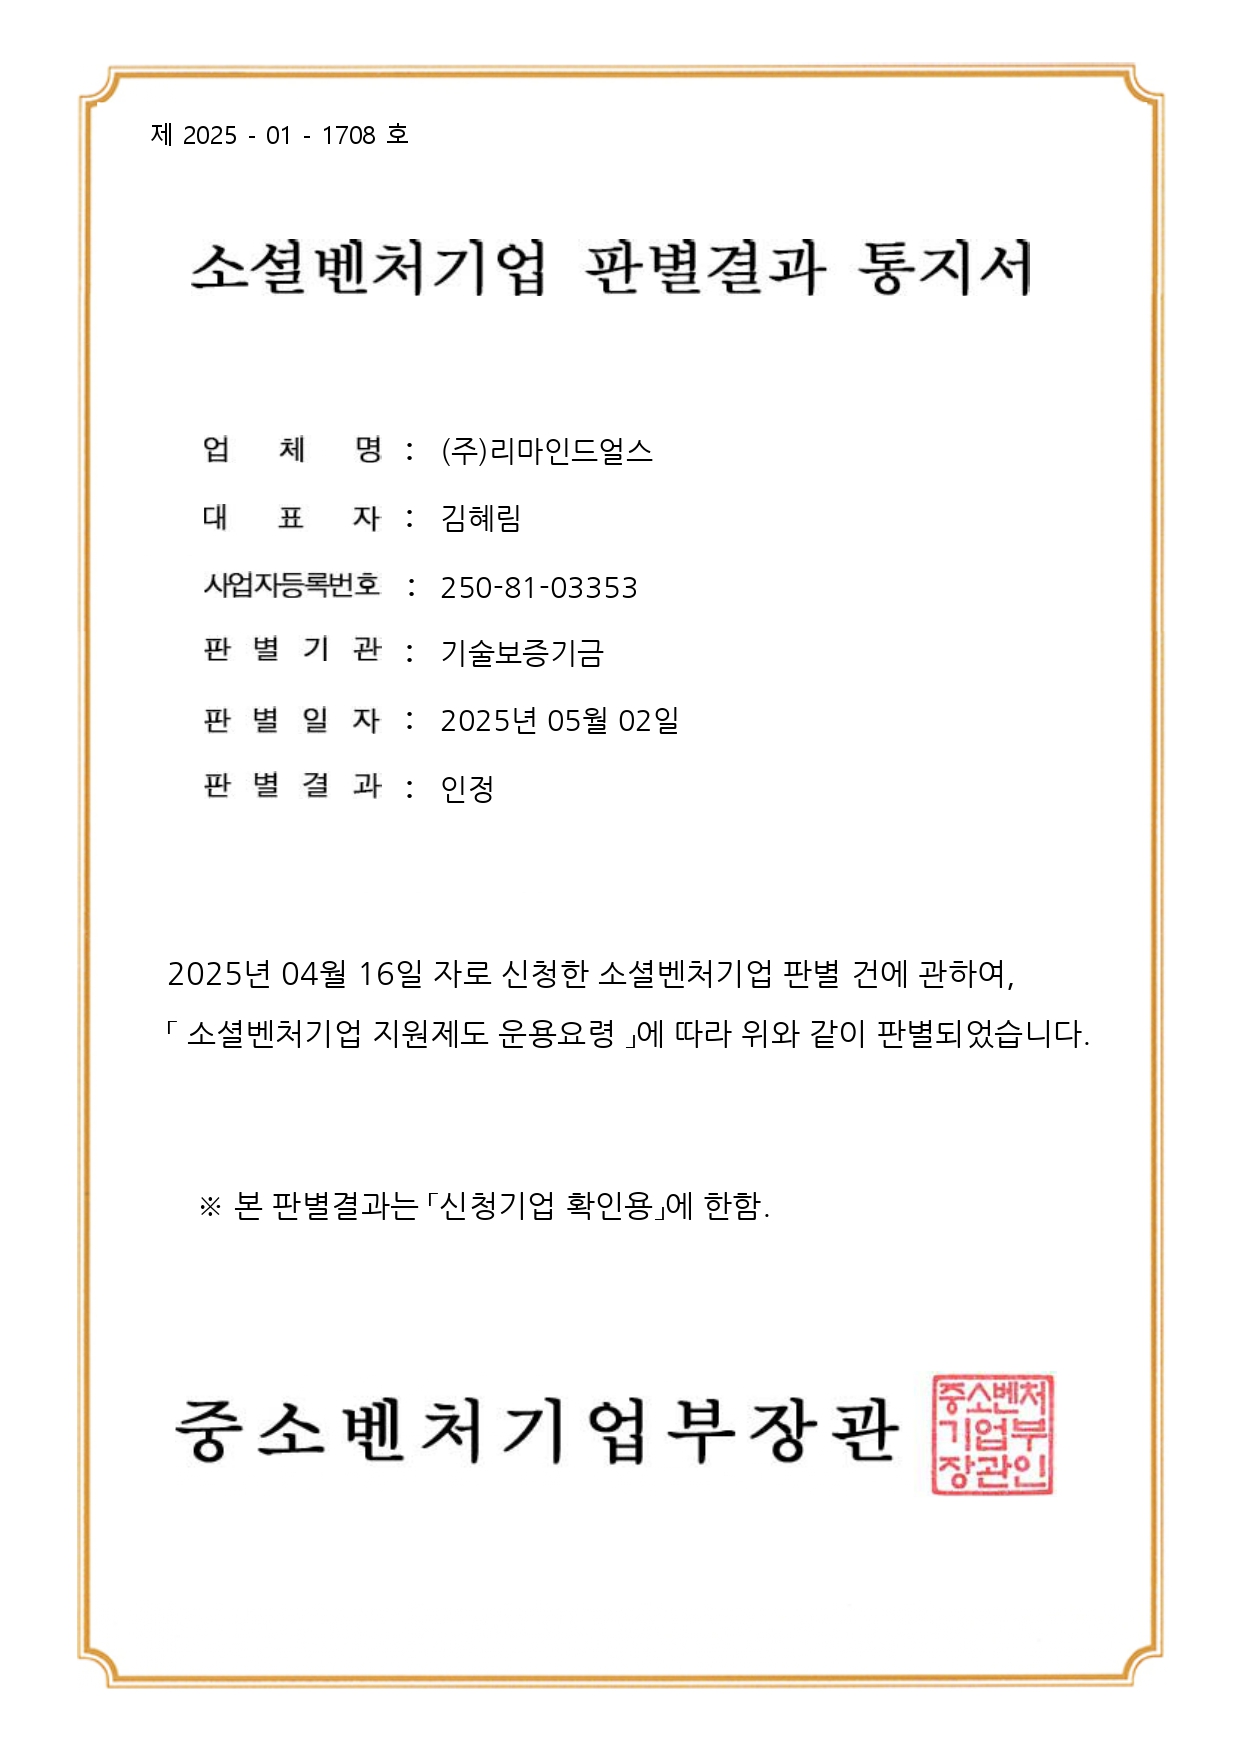 제 2025 - 01 - 1708 호
소셜벤처기업 판별결과 통지서
업 체 명 : (주)리마인드얼스
대 표 자 : 김혜림
사업자등록번호 : 250-81-03353
판 별 기 관 : 기술보증기금
판 별 일 자 : 2025년 05월 02일
판 별 결 과 : 인정
2025년 04월 16일 자로 신청한 소셜벤처기업 판별 건에 관하여,
「 소셜벤처기업 지원제도 운용요령 」에 따라 위와 같이 판별되었습니다.
※ 본 판별결과는 「신청기업 확인용」에 한함.
중소벤처기업부장관
중소벤처
기업부
장관인